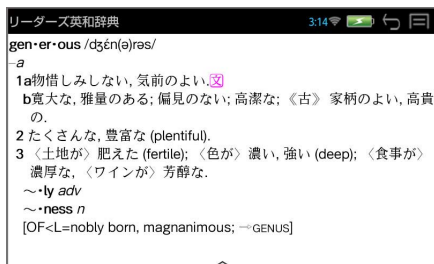 リーダーズ英和辞典 3:14
gen·er·ous /dʒén(ə)rəs/
–a
1a物惜しみしない, 気前のよい.文
b寛大な, 雅量のある; 偏見のない; 高潔な; 《古》 家柄のよい, 高貴
の.
2 たくさんな, 豊富な (plentiful).
3 〈土地が〉肥えた (fertile); 〈色が〉濃い, 強い (deep); 〈食事が〉
濃厚な, 〈ワインが〉芳醇な.
～·ly adv
～·ness n
[OF<L=nobly born, magnanimous; ⇀GENUS]